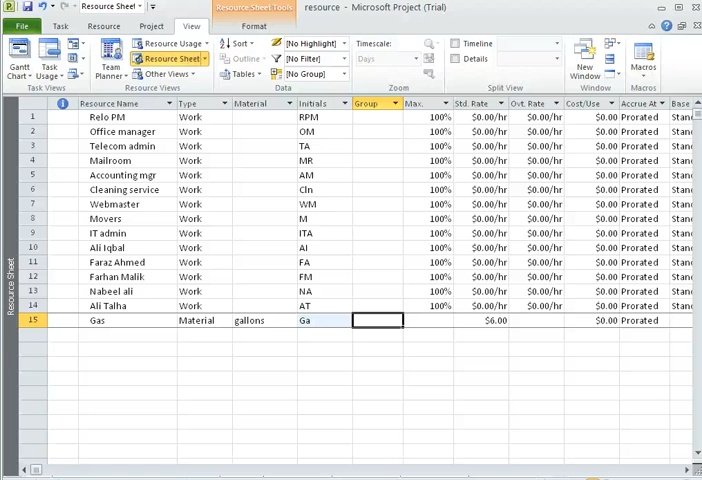 Resource Sheet
Resource Sheet Tools
resource - Microsoft Project (Trial)
File Task Resource Project View Format
Gantt Chart
Task Usage
Task Views
Team Planner
Resource Usage
Resource Sheet
Other Views
Resource Views
Sort
Outline
Tables
[No Highlight]
[No Filter]
[No Group]
Data
Timescale:
Days
Zoom
Timeline
Details
Split View
New Window
Window
Macros
Macros
Resource Name Type Material Initials Group Max. Std. Rate Ovt. Rate Cost/Use Accrue At Base
1 Relo PM Work RPM 100% $0.00/hr $0.00/hr $0.00 Prorated Stand
2 Office manager Work OM 100% $0.00/hr $0.00/hr $0.00 Prorated Stand
3 Telecom admin Work TA 100% $0.00/hr $0.00/hr $0.00 Prorated Stand
4 Mailroom Work MR 100% $0.00/hr $0.00/hr $0.00 Prorated Stand
5 Accounting mgr Work AM 100% $0.00/hr $0.00/hr $0.00 Prorated Stand
6 Cleaning service Work Cln 100% $0.00/hr $0.00/hr $0.00 Prorated Stand
7 Webmaster Work WM 100% $0.00/hr $0.00/hr $0.00 Prorated Stand
8 Movers Work M 100% $0.00/hr $0.00/hr $0.00 Prorated Stand
9 IT admin Work ITA 100% $0.00/hr $0.00/hr $0.00 Prorated Stand
10 Ali Iqbal Work AI 100% $0.00/hr $0.00/hr $0.00 Prorated Stand
11 Faraz Ahmed Work FA 100% $0.00/hr $0.00/hr $0.00 Prorated Stand
12 Farhan Malik Work FM 100% $0.00/hr $0.00/hr $0.00 Prorated Stand
13 Nabeel ali Work NA 100% $0.00/hr $0.00/hr $0.00 Prorated Stand
14 Ali Talha Work AT 100% $0.00/hr $0.00/hr $0.00 Prorated Stand
15 Gas Material gallons Ga $6.00 $0.00 Prorated
Resource Sheet